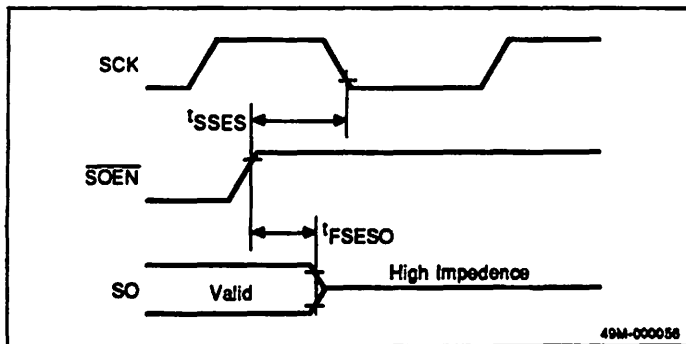 SCK
tSSES
SOEN
tFSESO
High Impedence
SO
Valid
49M-000056